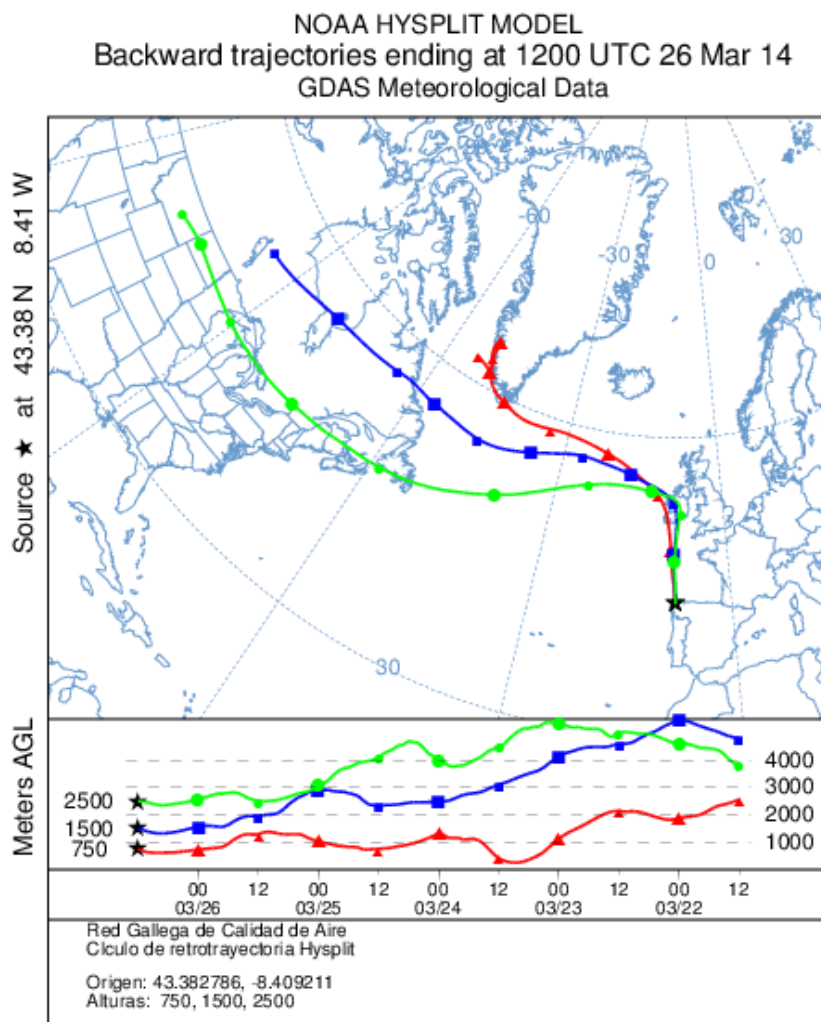 NOAA HYSPLIT MODEL
Backward trajectories ending at 1200 UTC 26 Mar 14
GDAS Meteorological Data
Source ★ at 43.38 N 8.41 W
-60
-30
0
30
30
Meters AGL
2500
1500
750
4000
3000
2000
1000
00 12 00 12 00 12 00 12 00 12
03/26 03/25 03/24 03/23 03/22
Red Gallega de Calidad de Aire
Clculo de retrotrayectoria Hysplit
Origen: 43.382786, -8.409211
Alturas: 750, 1500, 2500